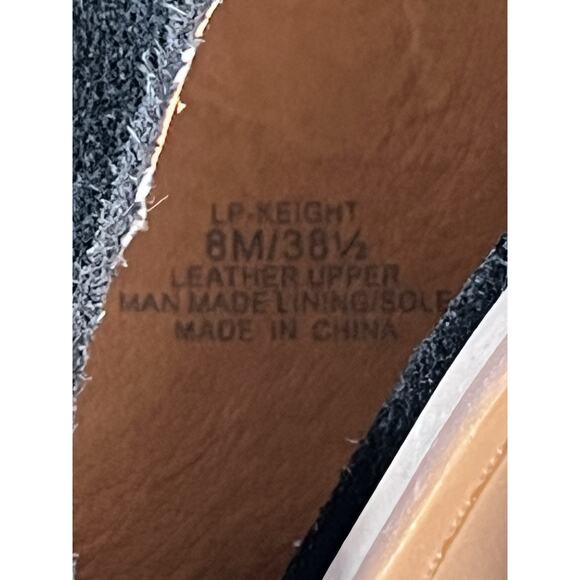 LP-KEIGHT
8M/38½
LEATHER UPPER
MAN MADE LINING/SOLE
MADE IN CHINA